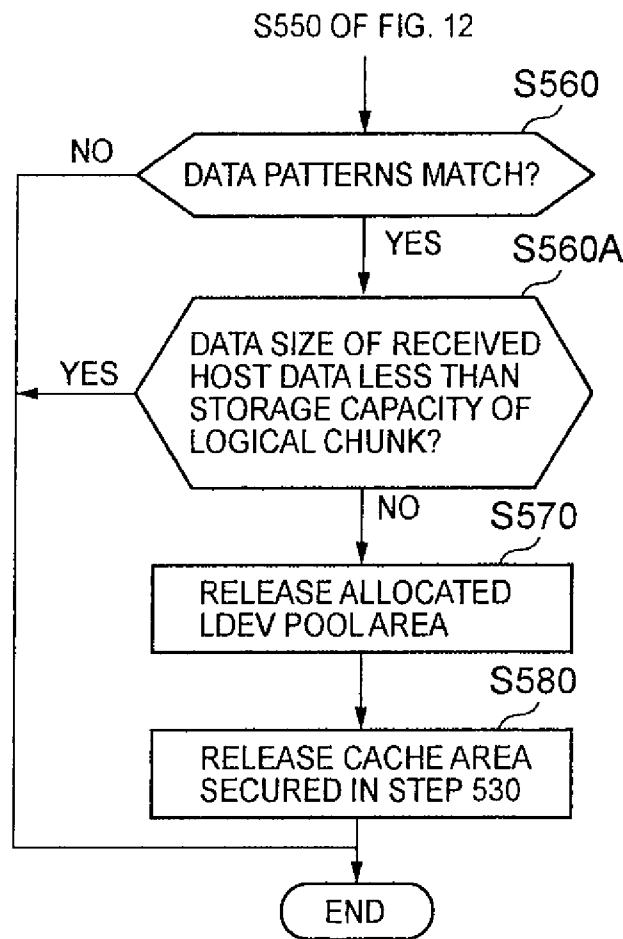 S550 OF FIG. 12
S560
NO
DATA PATTERNS MATCH?
YES
S560A
YES
DATA SIZE OF RECEIVED
HOST DATA LESS THAN
STORAGE CAPACITY OF
LOGICAL CHUNK?
NO
S570
RELEASE ALLOCATED
LDEV POOL AREA
S580
RELEASE CACHE AREA
SECURED IN STEP 530
END